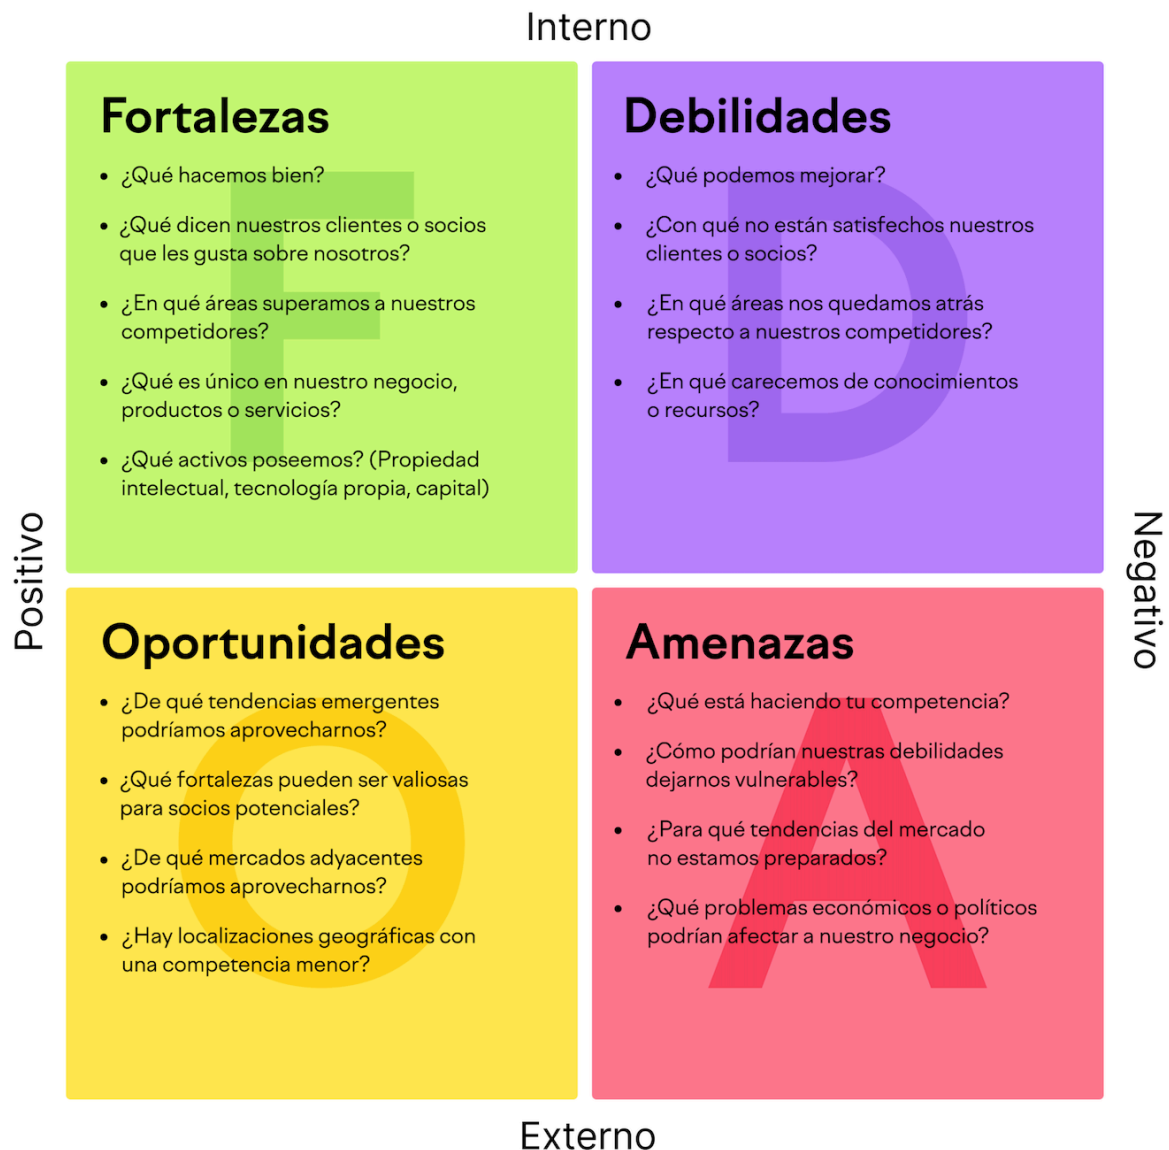 Interno
Fortalezas
• ¿Qué hacemos bien?
• ¿Qué dicen nuestros clientes o socios
que les gusta sobre nosotros?
• ¿En qué áreas superamos a nuestros
competidores?
• ¿Qué es único en nuestro negocio,
productos o servicios?
• ¿Qué activos poseemos? (Propiedad
intelectual, tecnología propia, capital)
F
Debilidades
• ¿Qué podemos mejorar?
• ¿Con qué no están satisfechos nuestros
clientes o socios?
• ¿En qué áreas nos quedamos atrás
respecto a nuestros competidores?
• ¿En qué carecemos de conocimientos
o recursos?
D
Positivo
Negativo
Oportunidades
• ¿De qué tendencias emergentes
podríamos aprovecharnos?
• ¿Qué fortalezas pueden ser valiosas
para socios potenciales?
• ¿De qué mercados adyacentes
podríamos aprovecharnos?
• ¿Hay localizaciones geográficas con
una competencia menor?
O
Amenazas
• ¿Qué está haciendo tu competencia?
• ¿Cómo podrían nuestras debilidades
dejarnos vulnerables?
• ¿Para qué tendencias del mercado
no estamos preparados?
• ¿Qué problemas económicos o políticos
podrían afectar a nuestro negocio?
A
Externo